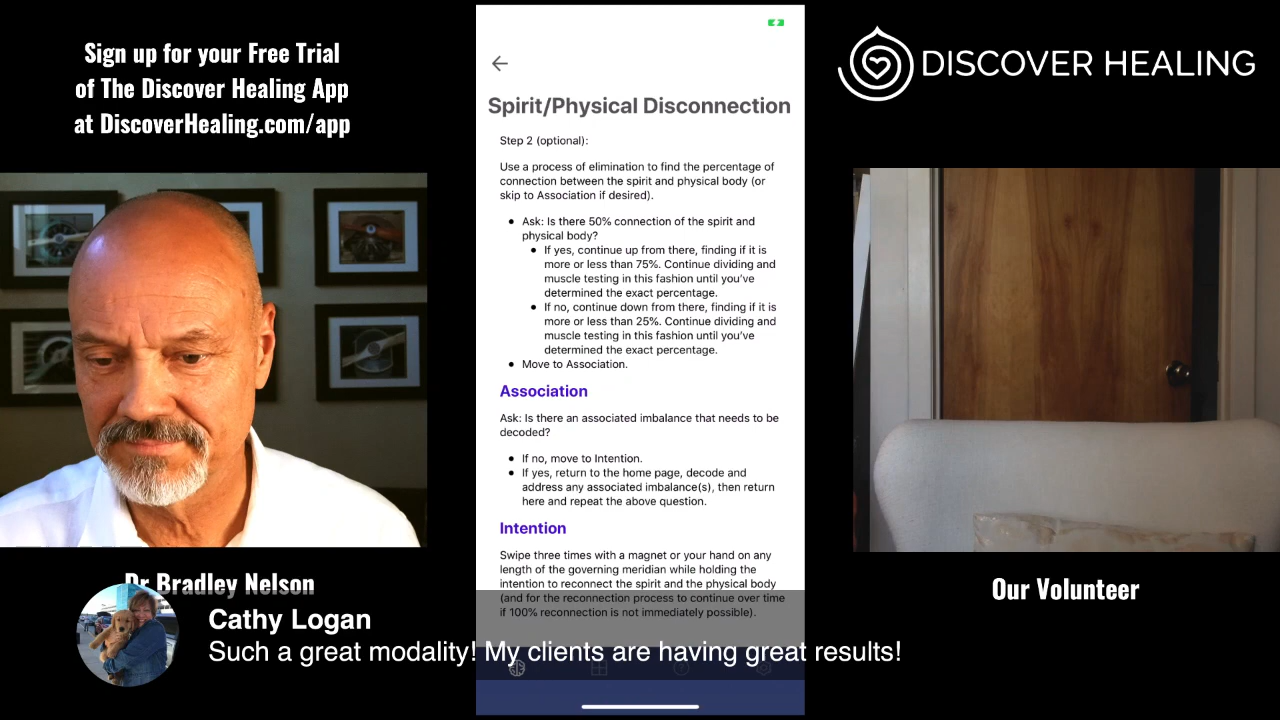 Sign up for your Free Trial
of The Discover Healing App
at DiscoverHealing.com/app
Spirit/Physical Disconnection
Step 2 (optional):
Use a process of elimination to find the percentage of
connection between the spirit and physical body (or
skip to Association if desired).
• Ask: Is there 50% connection of the spirit and
physical body?
• If yes, continue up from there, finding if it is
more or less than 75%. Continue dividing and
muscle testing in this fashion until you've
determined the exact percentage.
• If no, continue down from there, finding if it is
more or less than 25%. Continue dividing and
muscle testing in this fashion until you've
determined the exact percentage.
• Move to Association.
Association
Ask: Is there an associated imbalance that needs to be
decoded?
• If no, move to Intention.
• If yes, return to the home page, decode and
address any associated imbalance(s), then return
here and repeat the above question.
Intention
Swipe three times with a magnet or your hand on any
length of the governing meridian while holding the
intention to reconnect the spirit and the physical body
(and for the reconnection process to continue over time
if 100% reconnection is not immediately possible).
DISCOVER HEALING
Dr Bradley Nelson
Our Volunteer
Cathy Logan
Such a great modality! My clients are having great results!